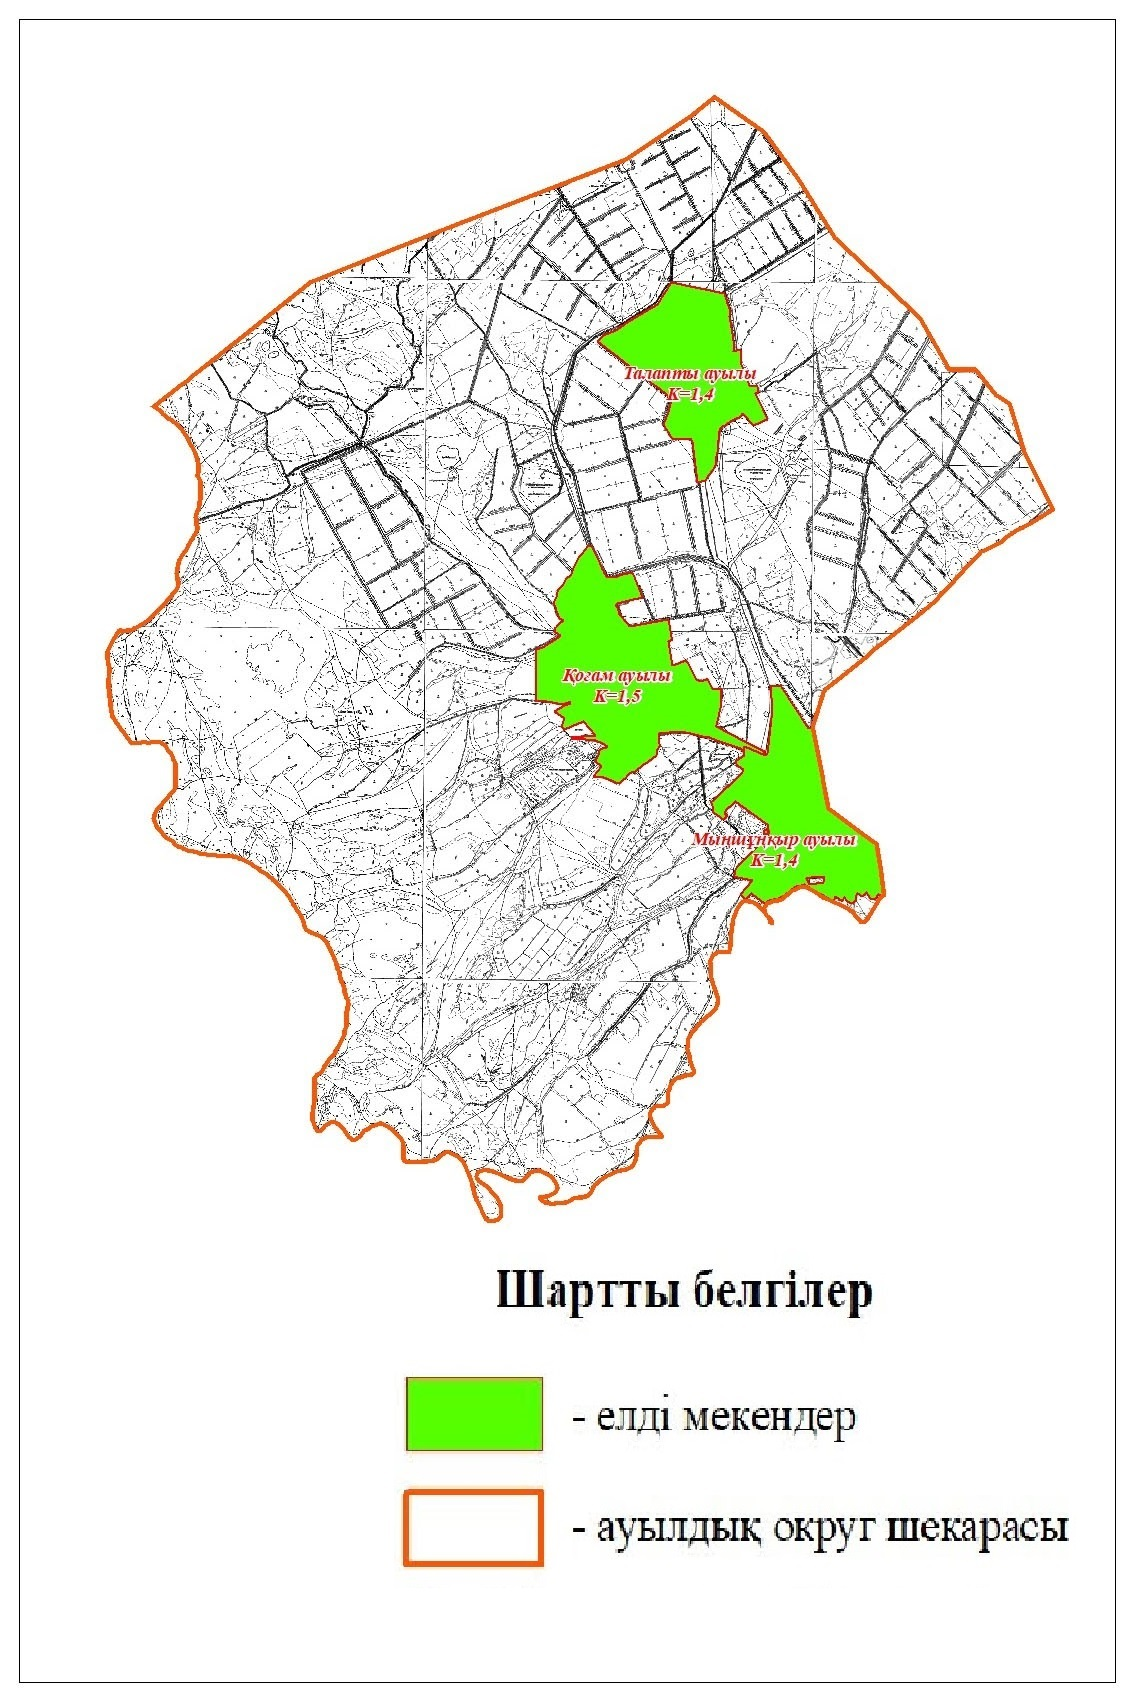 Талапты ауылы
К=1,4
Қоғам ауылы
К=1,5
Мыңшұңқыр ауылы
К=1,4
Шартты белгілер
- елді мекендер
- ауылдық округ шекарасы